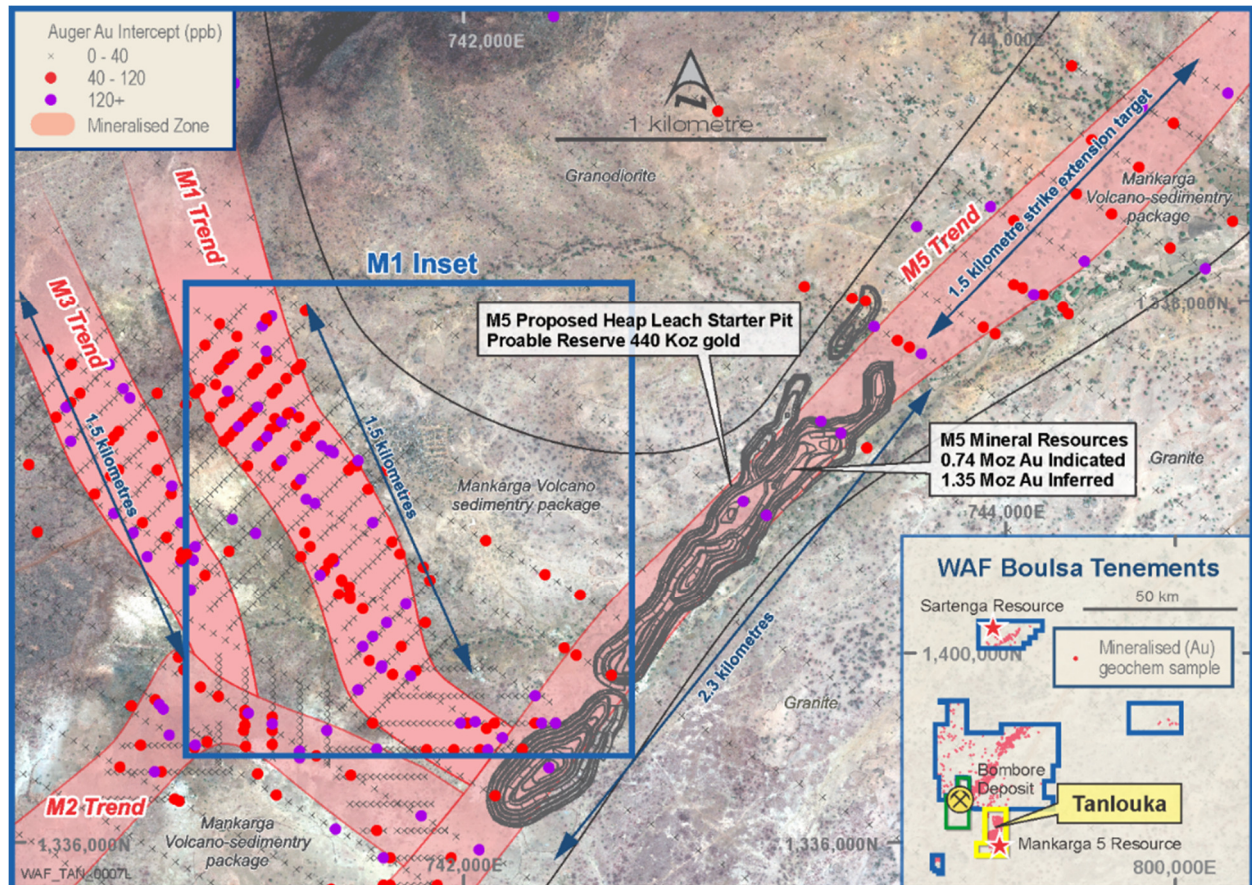 Auger Au Intercept (ppb)
0 - 40
40 - 120
120+
Mineralised Zone
742,000E
744,000E
1 kilometre
Granodiorite
M1 Trend
M3 Trend
M1 Inset
M5 Trend
1.5 kilometre strike extension target
Mankarga
Volcano-sedimentry
package
1,338,000N
M5 Proposed Heap Leach Starter Pit
Proable Reserve 440 Koz gold
1.5 kilometres
1.5 kilometres
Mankarga Volcano
sedimentry package
M5 Mineral Resources
0.74 Moz Au Indicated
1.35 Moz Au Inferred
Granite
744,000E
2.3 kilometres
Granite
M2 Trend
Mankarga
Volcano-sedimentry
package
1,336,000N
742,000E
1,336,000N
WAF_TAN_0007L
WAF Boulsa Tenements
Sartenga Resource
50 km
1,400,000N
Mineralised (Au)
geochem sample
Bombore
Deposit
Tanlouka
Mankarga 5 Resource
800,000E